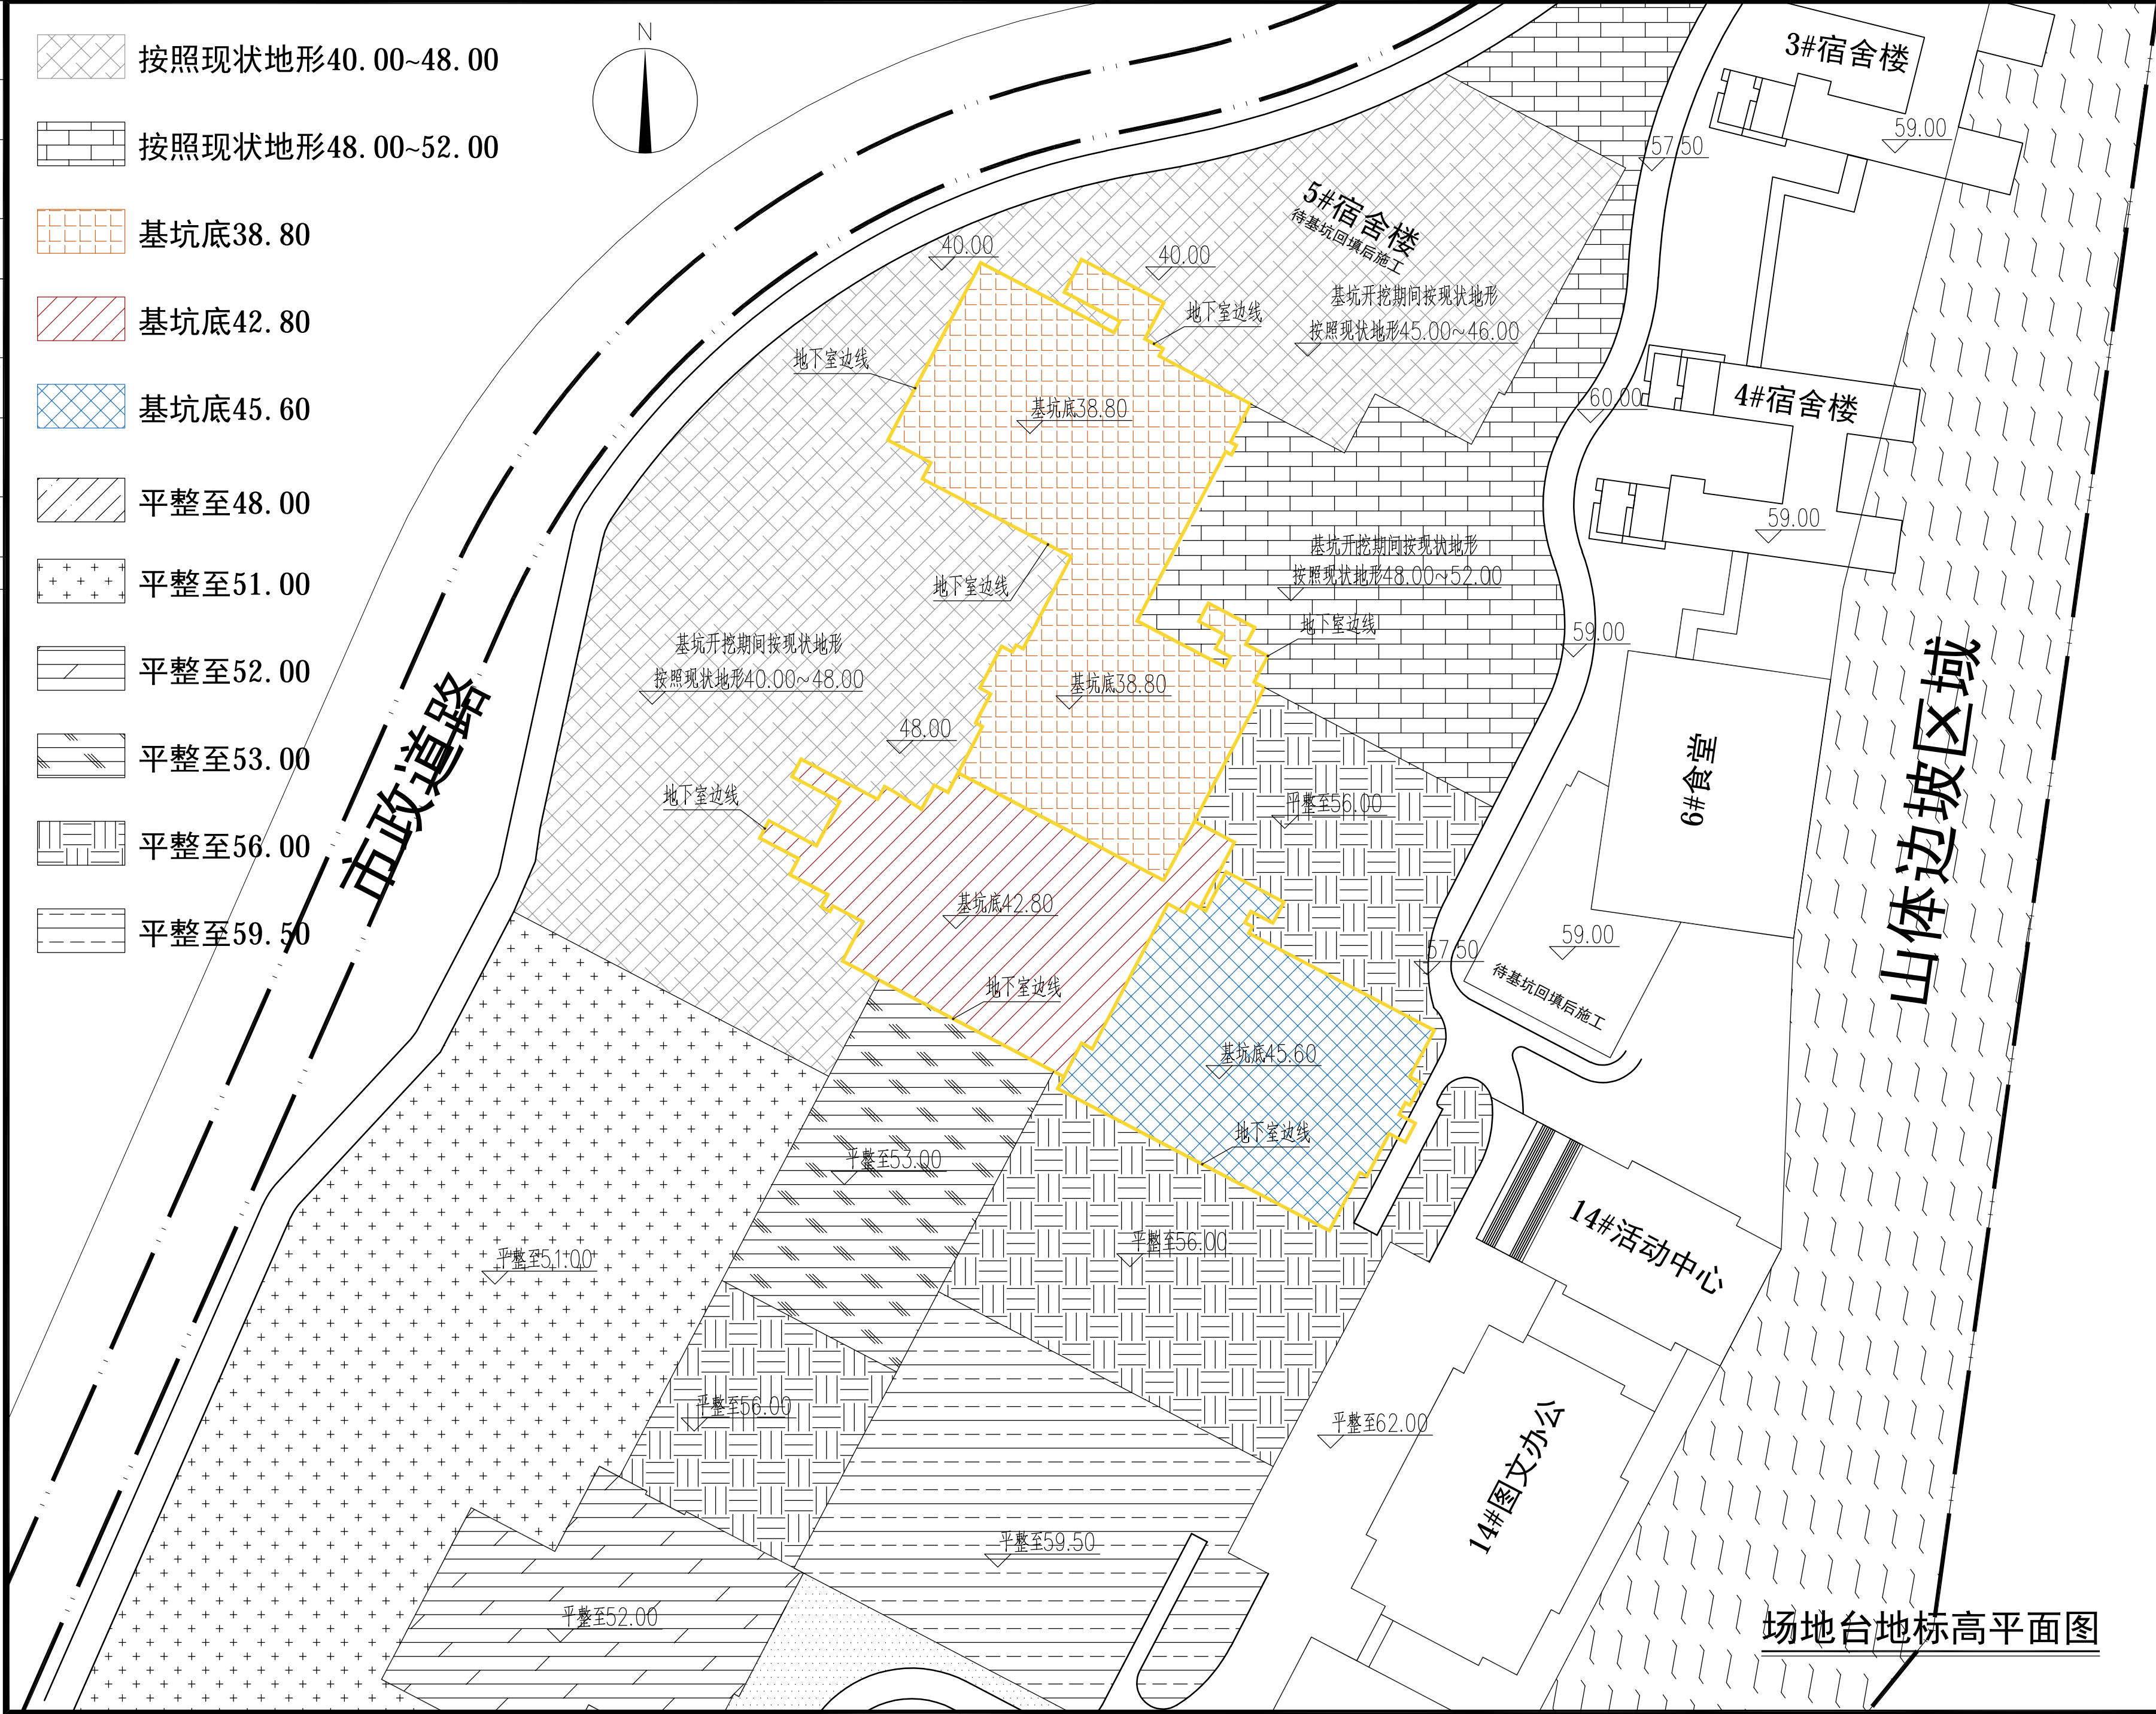 按照现状地形40.00~48.00
按照现状地形48.00~52.00
基坑底38.80
基坑底42.80
基坑底45.60
平整至48.00
平整至51.00
平整至52.00
平整至53.00
平整至56.00
平整至59.50
N
3#宿舍楼
59.00
57.50
5#宿舍楼
待基坑回填后施工
40.00
40.00
地下室边线
基坑开挖期间按现状地形
按照现状地形45.00~46.00
地下室边线
基坑底38.80
60.00
4#宿舍楼
59.00
基坑开挖期间按现状地形
按照现状地形48.00~52.00
地下室边线
地下室边线
59.00
基坑开挖期间按现状地形
按照现状地形40.00~48.00
基坑底38.80
48.00
市政道路
山体边坡区域
6#食堂
地下室边线
平整至56.00
基坑底42.80
59.00
57.50
待基坑回填后施工
地下室边线
基坑底45.60
地下室边线
平整至53.00
14#活动中心
平整至51.00
平整至56.00
平整至56.00
平整至62.00
14#图文办公
平整至59.50
平整至52.00
场地台地标高平面图